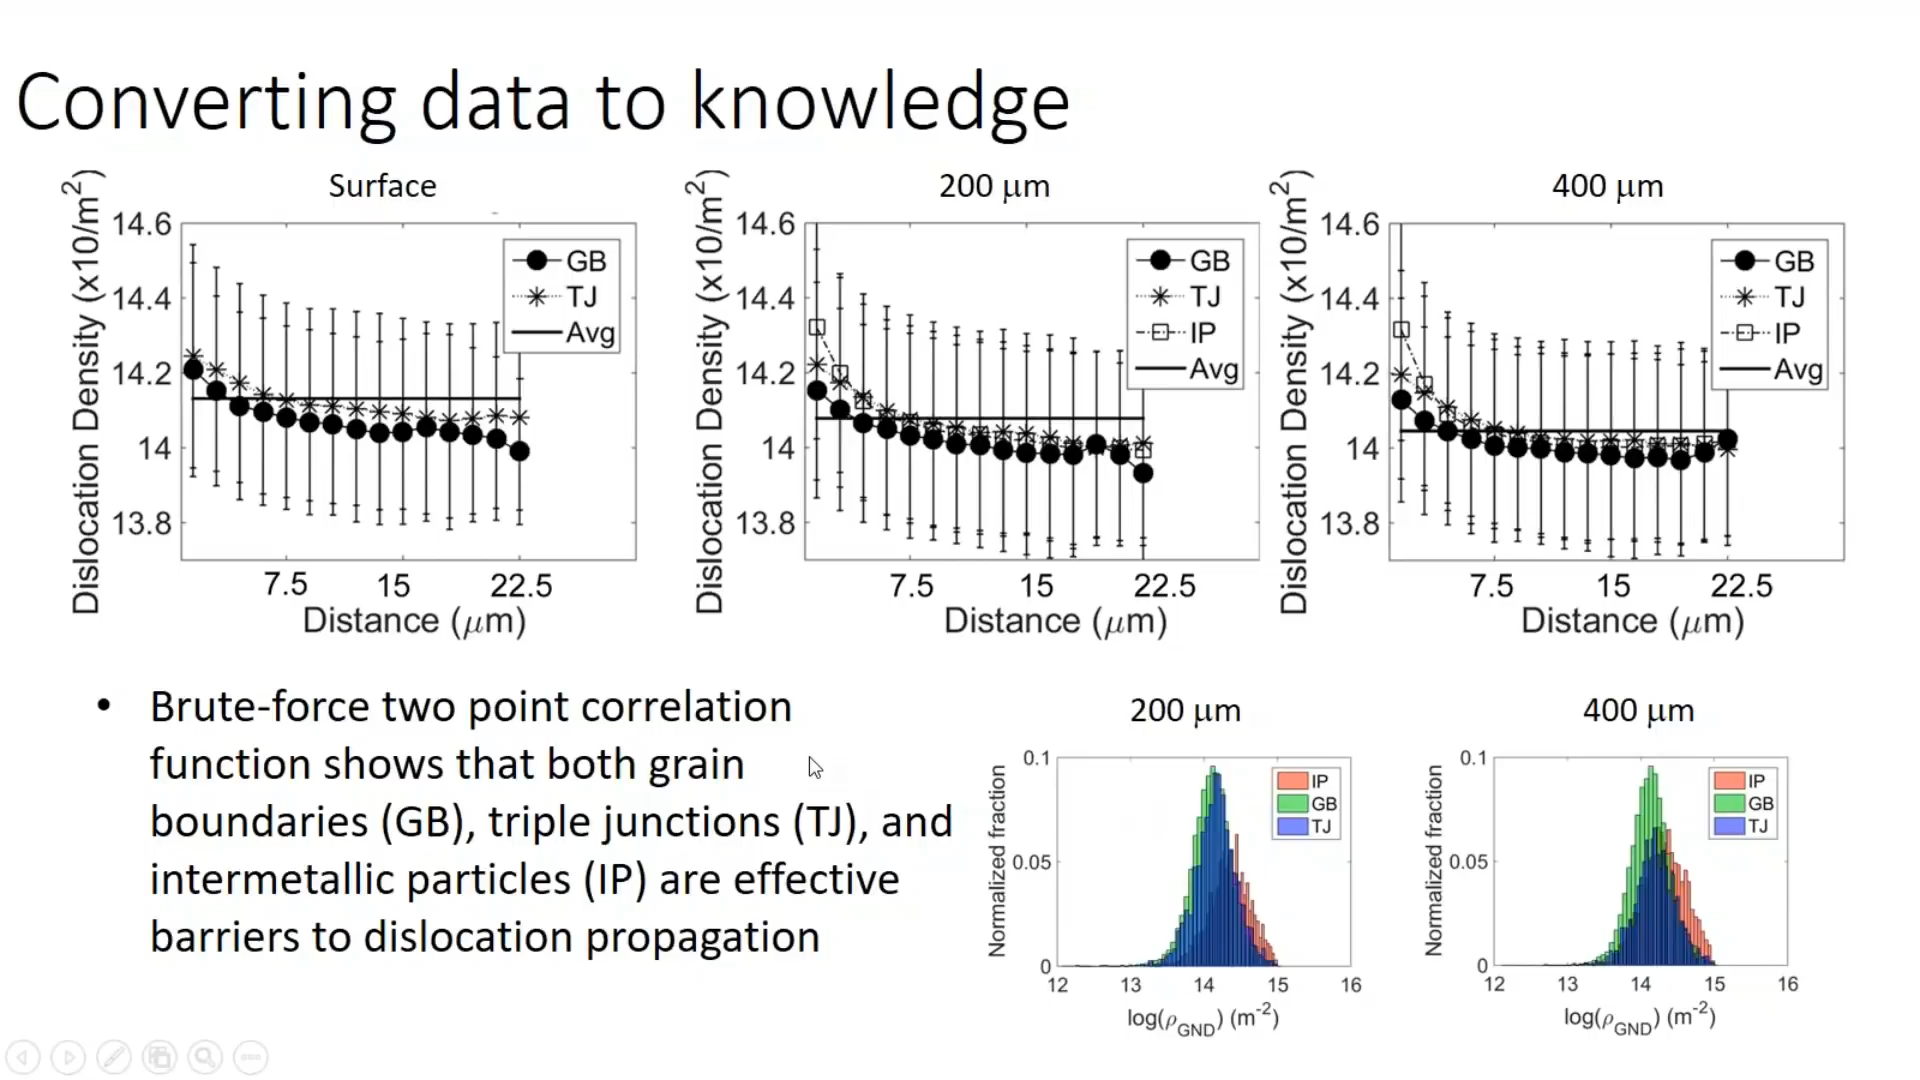 Converting data to knowledge
Surface
Dislocation Density (x10/m²)
14.6
14.4
14.2
14
13.8
7.5 15 22.5
Distance (μm)
GB
TJ
Avg
200 μm
Dislocation Density (x10/m²)
14.6
14.4
14.2
14
13.8
7.5 15 22.5
Distance (μm)
GB
TJ
IP
Avg
400 μm
Dislocation Density (x10/m²)
14.6
14.4
14.2
14
13.8
7.5 15 22.5
Distance (μm)
GB
TJ
IP
Avg
• Brute-force two point correlation
function shows that both grain
boundaries (GB), triple junctions (TJ), and
intermetallic particles (IP) are effective
barriers to dislocation propagation
200 μm
Normalized fraction
0.1
0.05
0
12 13 14 15 16
log(ρGND) (m⁻²)
IP
GB
TJ
400 μm
Normalized fraction
0.1
0.05
0
12 13 14 15 16
log(ρGND) (m⁻²)
IP
GB
TJ